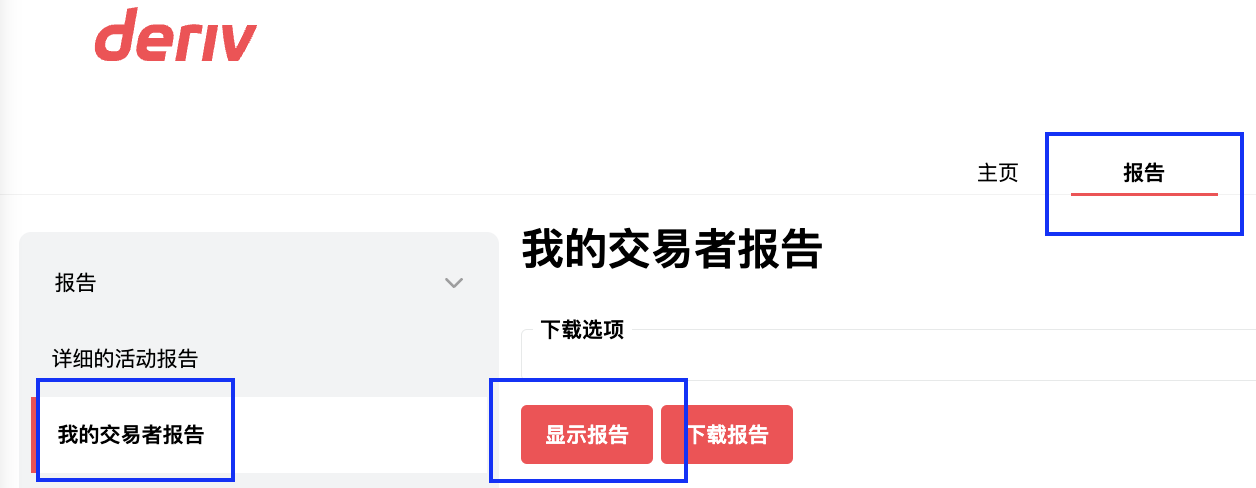 deriv
主页
报告
我的交易者报告
报告
下载选项
详细的活动报告
我的交易者报告
显示报告
下载报告